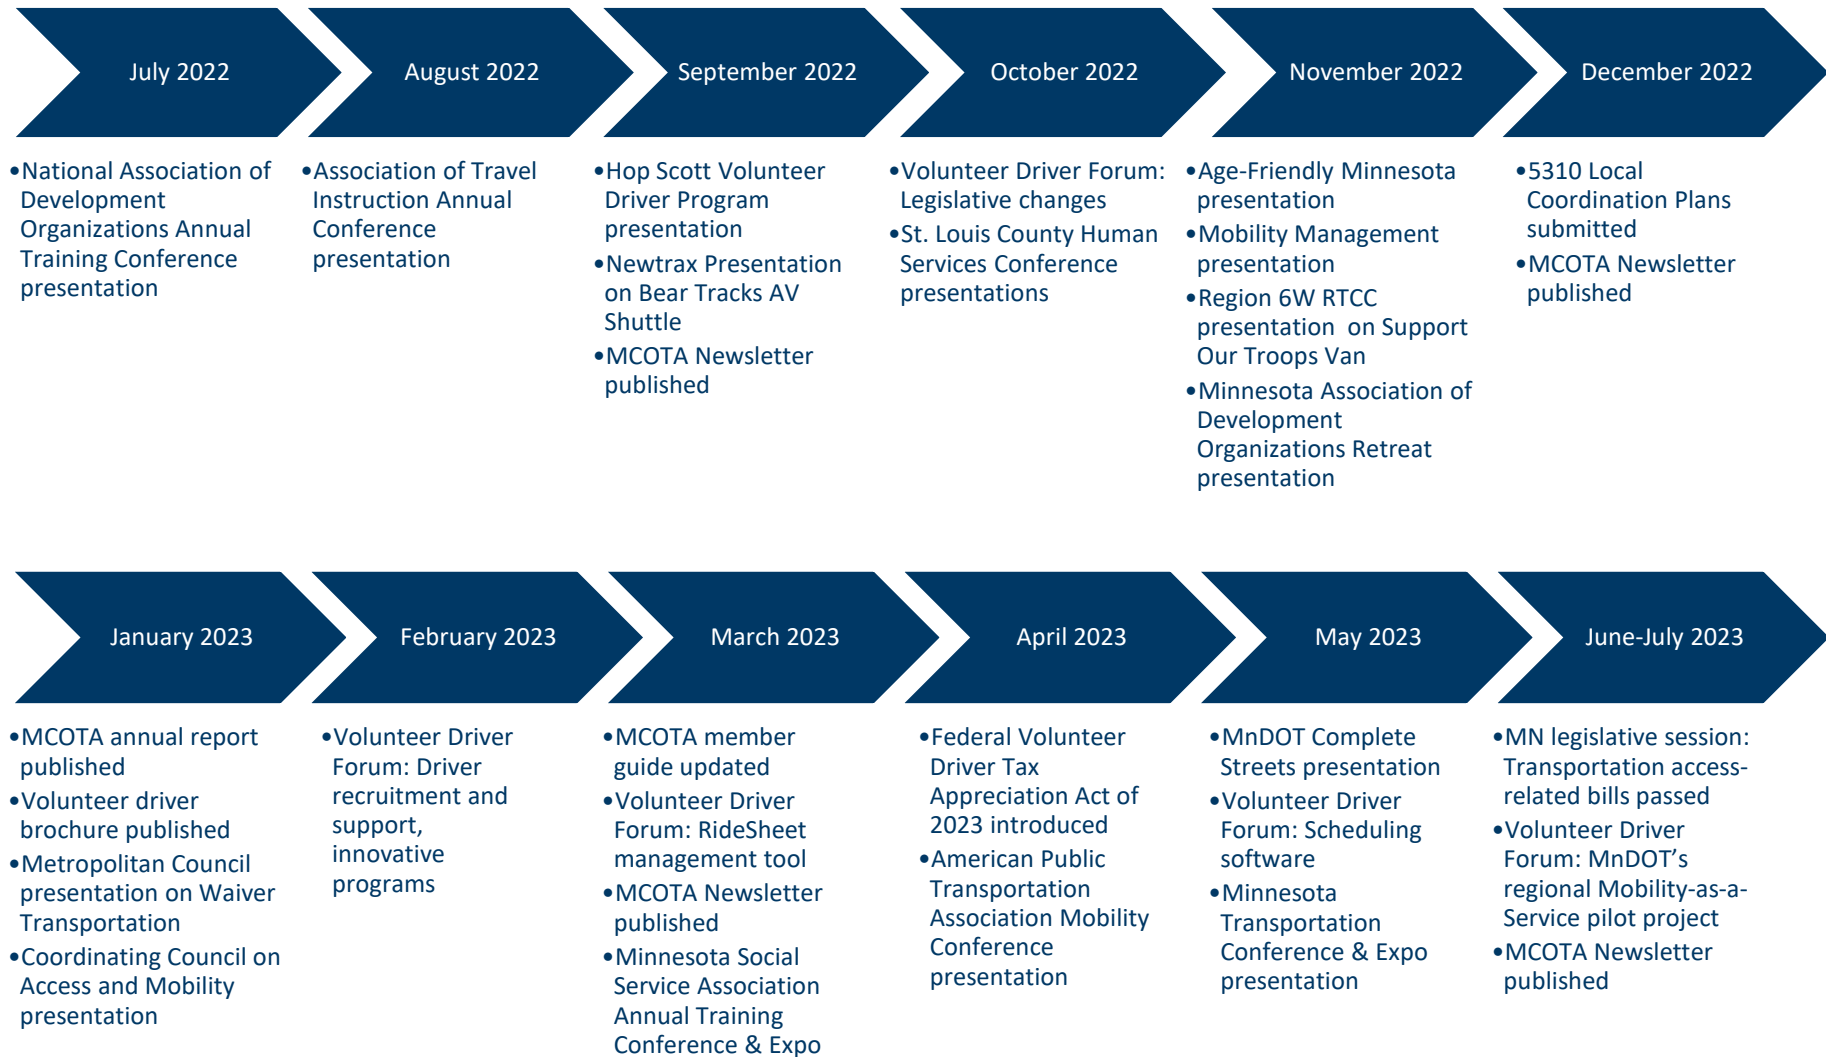 July 2022
August 2022
September 2022
October 2022
November 2022
December 2022
•National Association of
Development
Organizations Annual
Training Conference
presentation
•Association of Travel
Instruction Annual
Conference
presentation
•Hop Scott Volunteer
Driver Program
presentation
•Newtrax Presentation
on Bear Tracks AV
Shuttle
•MCOTA Newsletter
published
•Volunteer Driver Forum:
Legislative changes
•St. Louis County Human
Services Conference
presentations
•Age-Friendly Minnesota
presentation
•Mobility Management
presentation
•Region 6W RTCC
presentation on Support
Our Troops Van
•Minnesota Association of
Development
Organizations Retreat
presentation
•5310 Local
Coordination Plans
submitted
•MCOTA Newsletter
published
January 2023
February 2023
March 2023
April 2023
May 2023
June-July 2023
•MCOTA annual report
published
•Volunteer driver
brochure published
•Metropolitan Council
presentation on Waiver
Transportation
•Coordinating Council on
Access and Mobility
presentation
•Volunteer Driver
Forum: Driver
recruitment and
support,
innovative
programs
•MCOTA member
guide updated
•Volunteer Driver
Forum: RideSheet
management tool
•MCOTA Newsletter
published
•Minnesota Social
Service Association
Annual Training
Conference & Expo
•Federal Volunteer
Driver Tax
Appreciation Act of
2023 introduced
•American Public
Transportation
Association Mobility
Conference
presentation
•MnDOT Complete
Streets presentation
•Volunteer Driver
Forum: Scheduling
software
•Minnesota
Transportation
Conference & Expo
presentation
•MN legislative session:
Transportation access-
related bills passed
•Volunteer Driver
Forum: MnDOT’s
regional Mobility-as-a-
Service pilot project
•MCOTA Newsletter
published